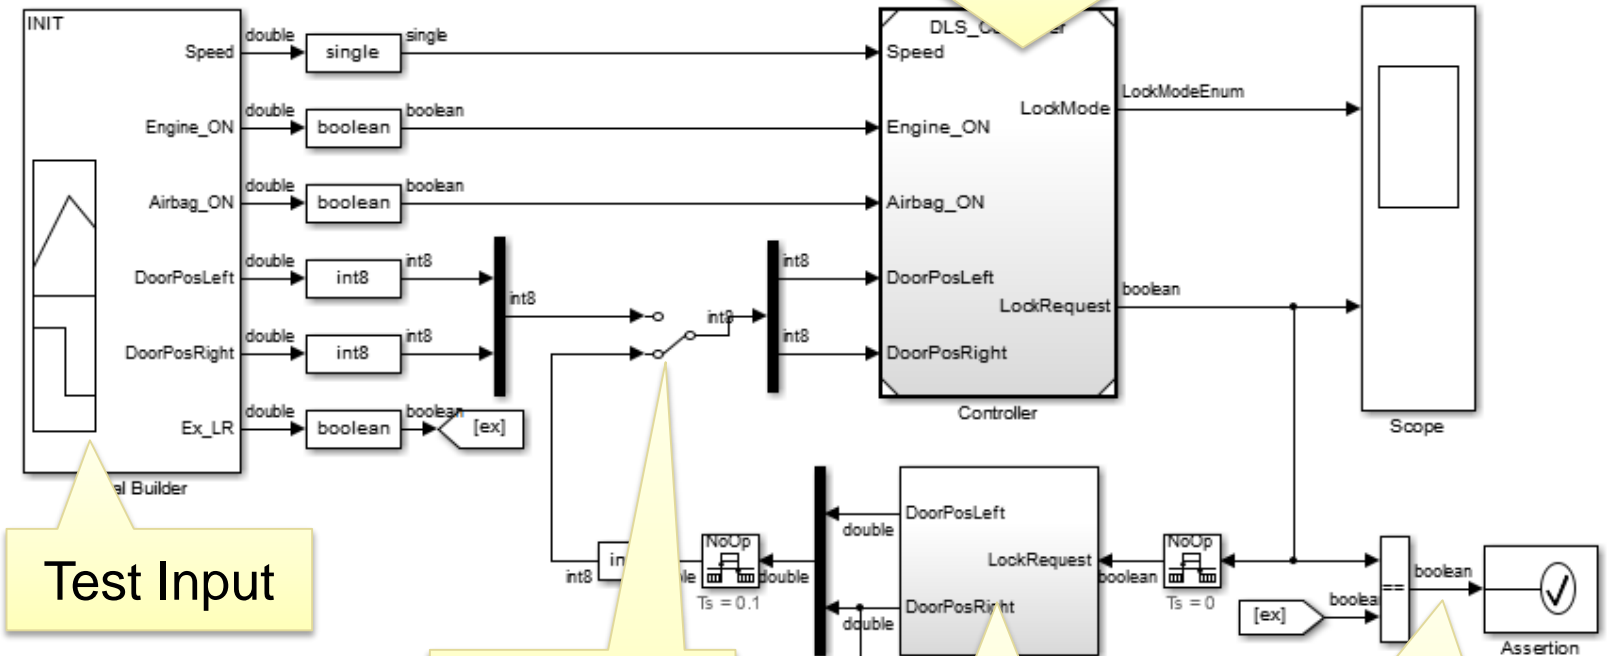 INIT
Speed
Engine_ON
Airbag_ON
DoorPosLeft
DoorPosRight
Ex_LR
double
double
double
double
double
double
single
boolean
boolean
int8
int8
boolean
single
boolean
boolean
int8
int8
boolean
[ex]
int8
int8
int8
int8
Speed
Engine_ON
Airbag_ON
DoorPosLeft
DoorPosRight
LockMode
LockRequest
Controller
LockModeEnum
boolean
Scope
Builder
Test Input
int8
NoOp
Ts = 0.1
double
double
double
DoorPosLeft
DoorPosRight
LockRequest
boolean
NoOp
Ts = 0
[ex]
==
boolean
Assertion